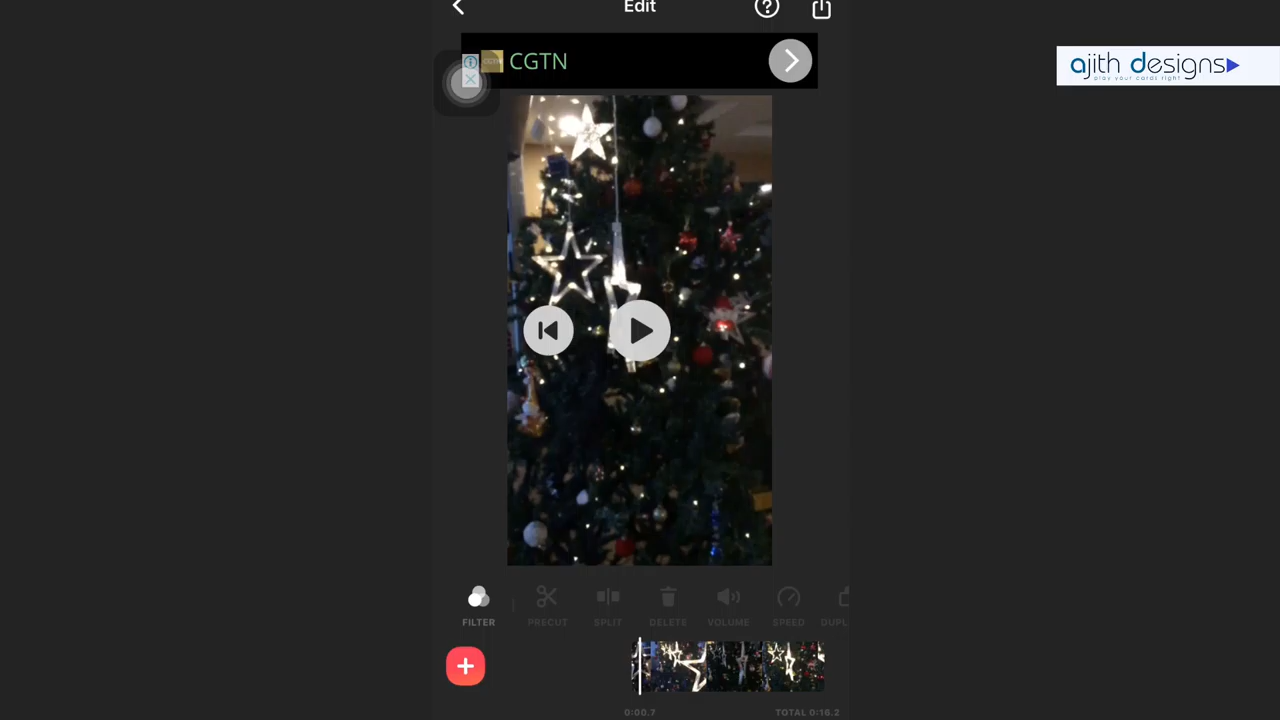 Edit
CGTN
ajith designs
play your cards right
FILTER
PRECUT
SPLIT
DELETE
VOLUME
SPEED
DUPL
0:00.7
TOTAL 0:16.2